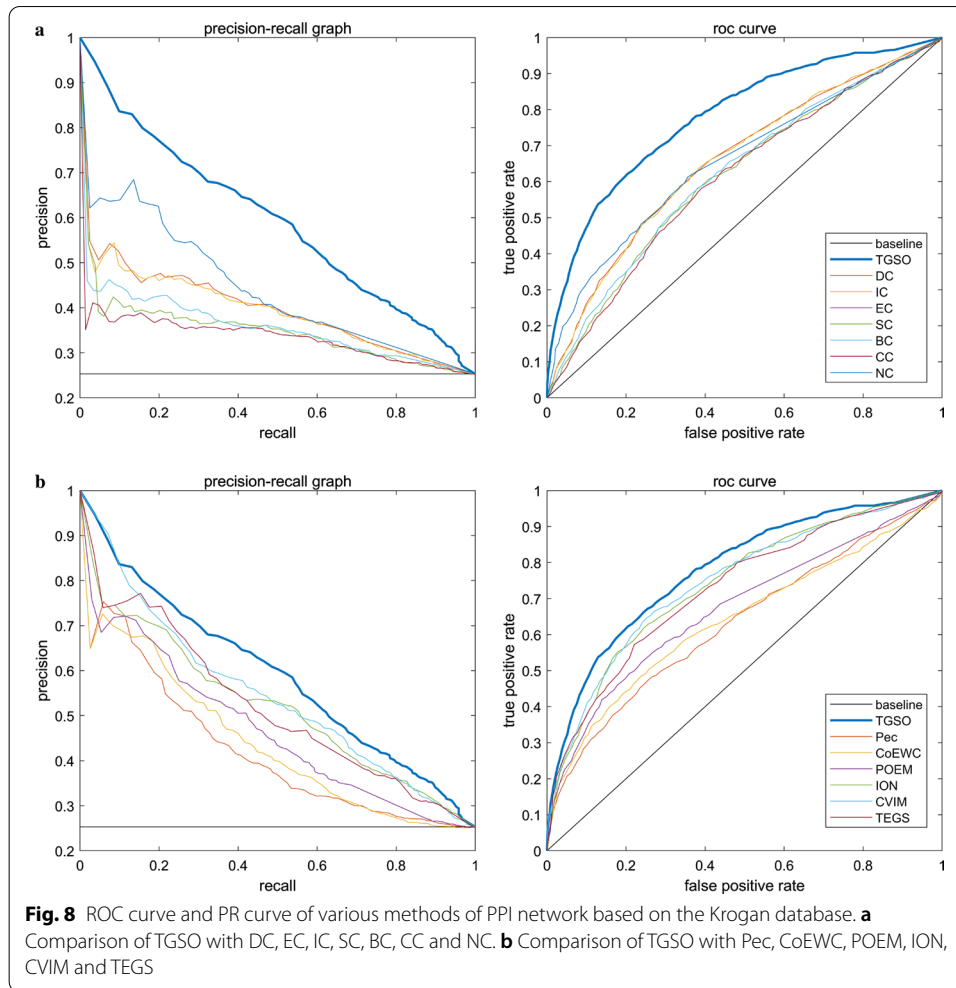 a
precision-recall graph
roc curve
1
0.9
0.8
0.7
0.6
0.5
0.4
0.3
0.2
precision
0
0.2
0.4
0.6
0.8
1
recall
1
0.9
0.8
0.7
0.6
0.5
0.4
0.3
0.2
0.1
0
true positive rate
baseline
TGSO
DC
IC
EC
SC
BC
CC
NC
0
0.2
0.4
0.6
0.8
1
false positive rate
b
precision-recall graph
roc curve
1
0.9
0.8
0.7
0.6
0.5
0.4
0.3
0.2
precision
0
0.2
0.4
0.6
0.8
1
recall
1
0.9
0.8
0.7
0.6
0.5
0.4
0.3
0.2
0.1
0
true positive rate
baseline
TGSO
Pec
CoEWC
POEM
ION
CVIM
TEGS
0
0.2
0.4
0.6
0.8
1
false positive rate
Fig. 8 ROC curve and PR curve of various methods of PPI network based on the Krogan database. a
Comparison of TGSO with DC, EC, IC, SC, BC, CC and NC. b Comparison of TGSO with Pec, CoEWC, POEM, ION,
CVIM and TEGS